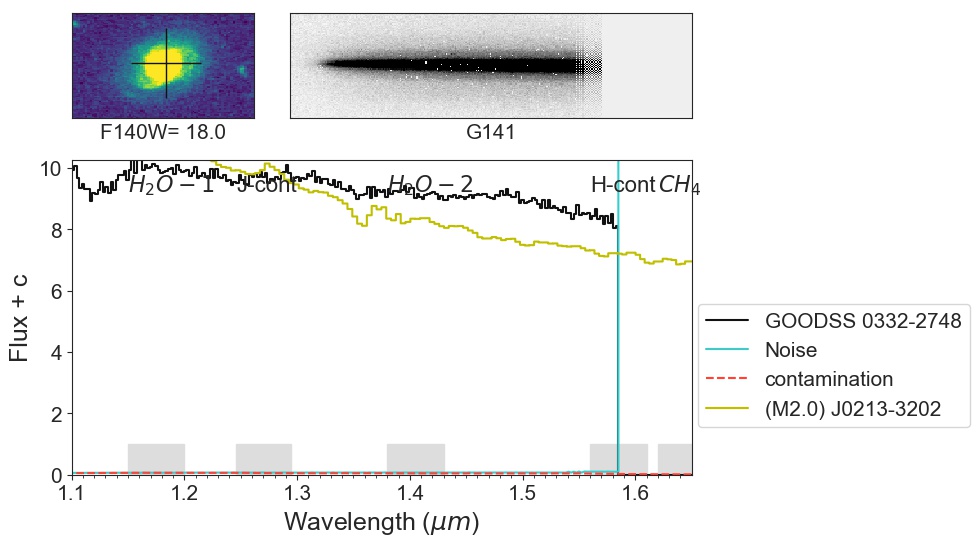 F140W= 18.0
G141
10
8
6
4
2
0
Flux + c
H₂O − 1
J-cont
H₂O − 2
H-cont
CH₄
1.1
1.2
1.3
1.4
1.5
1.6
Wavelength (μm)
GOODSS 0332-2748
Noise
contamination
(M2.0) J0213-3202